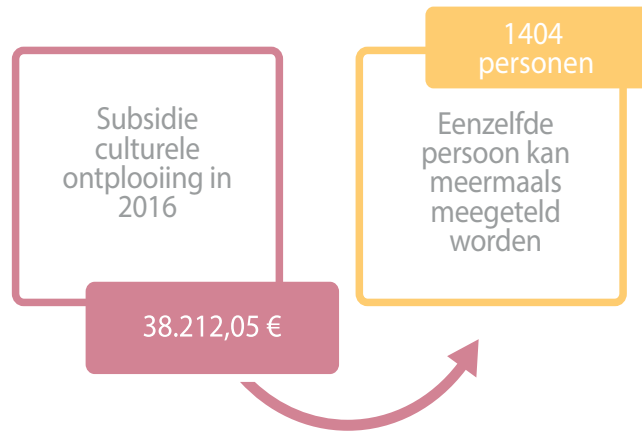 Subsidie
culturele
ontplooiing in
2016
38.212,05 €
1404
personen
Eenzelfde
persoon kan
meermaals
meegeteld
worden